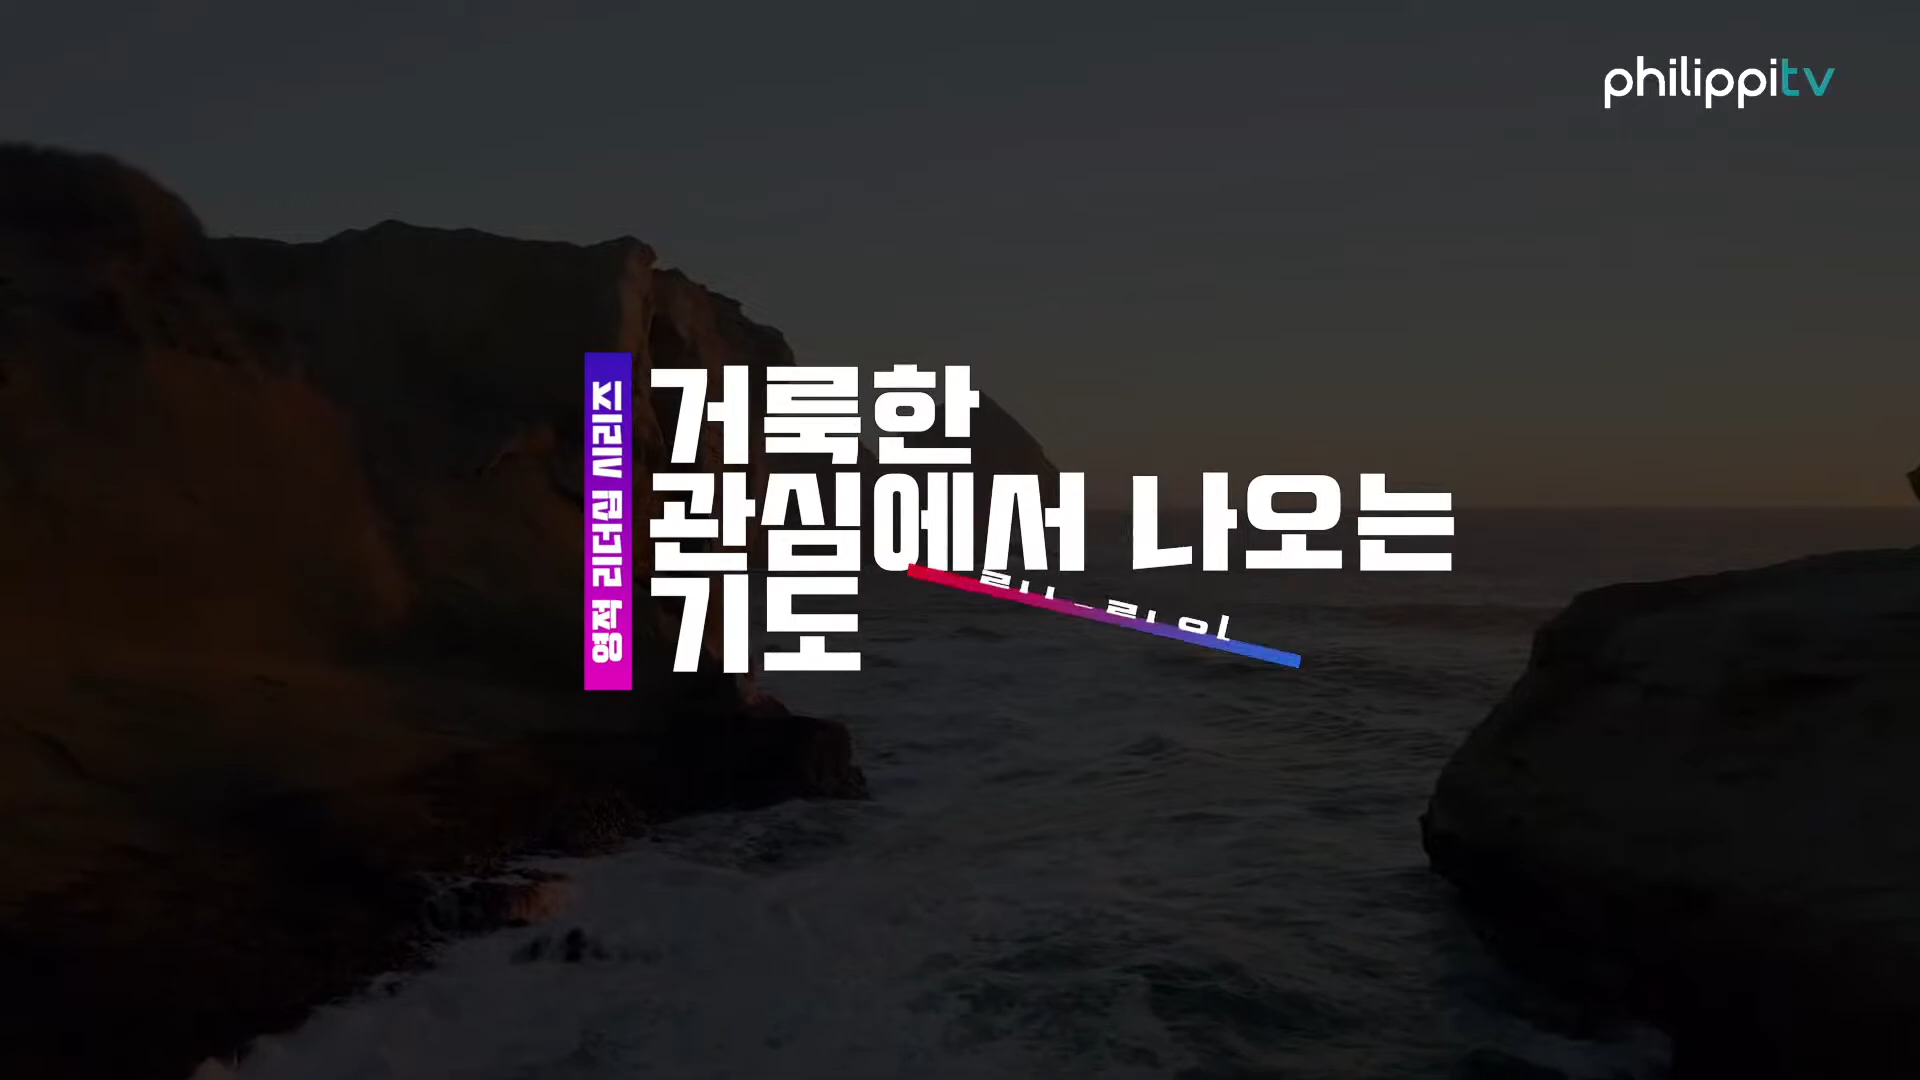 philippitv
영적 리더십 시리즈
거룩한
관심에서 나오는
기도